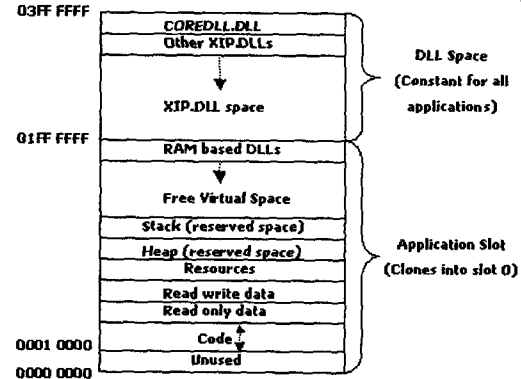 03FF FFFF
COREDLL.DLL
Other XIP.DLLs
XIP.DLL space
DLL Space
(Constant for all
applications)
01FF FFFF
RAM based DLLs
Free Virtual Space
Stack (reserved space)
Heap (reserved space)
Resources
Read write data
Read only data
Code
Unused
Application Slot
(Clones into slot 0)
0001 0000
0000 0000